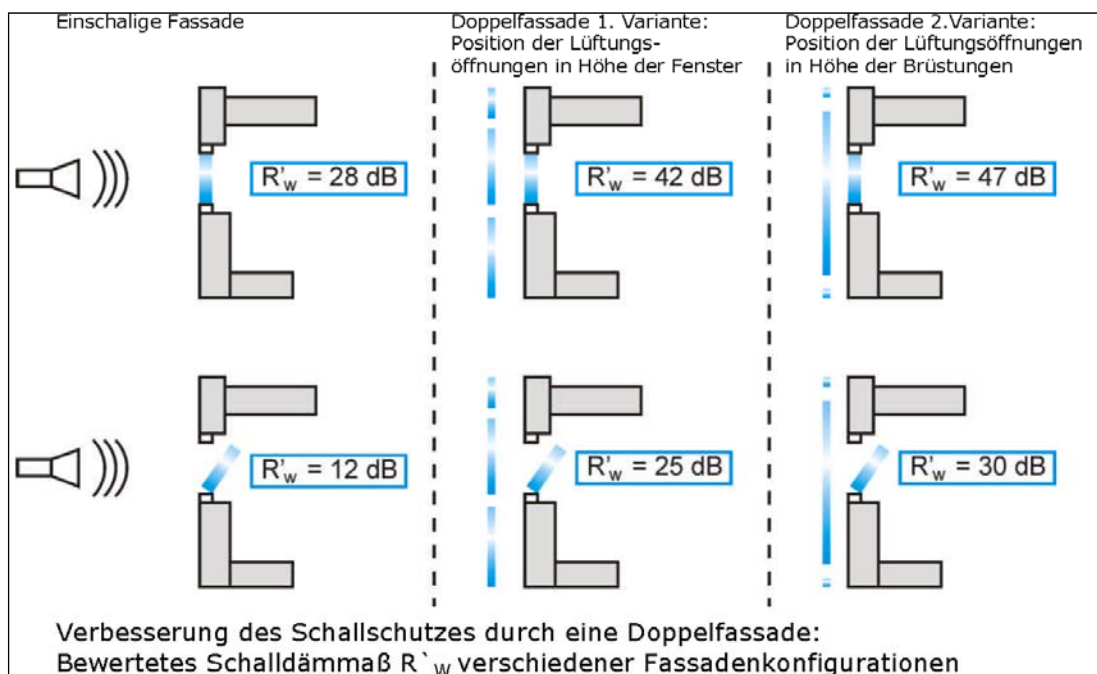 Einschalige Fassade
Doppelfassade 1. Variante:
Position der Lüftungs-
öffnungen in Höhe der Fenster
Doppelfassade 2.Variante:
Position der Lüftungsöffnungen
in Höhe der Brüstungen
R'w = 28 dB
R'w = 42 dB
R'w = 47 dB
R'w = 12 dB
R'w = 25 dB
R'w = 30 dB
Verbesserung des Schallschutzes durch eine Doppelfassade:
Bewertetes Schalldämmaß R`w verschiedener Fassadenkonfigurationen